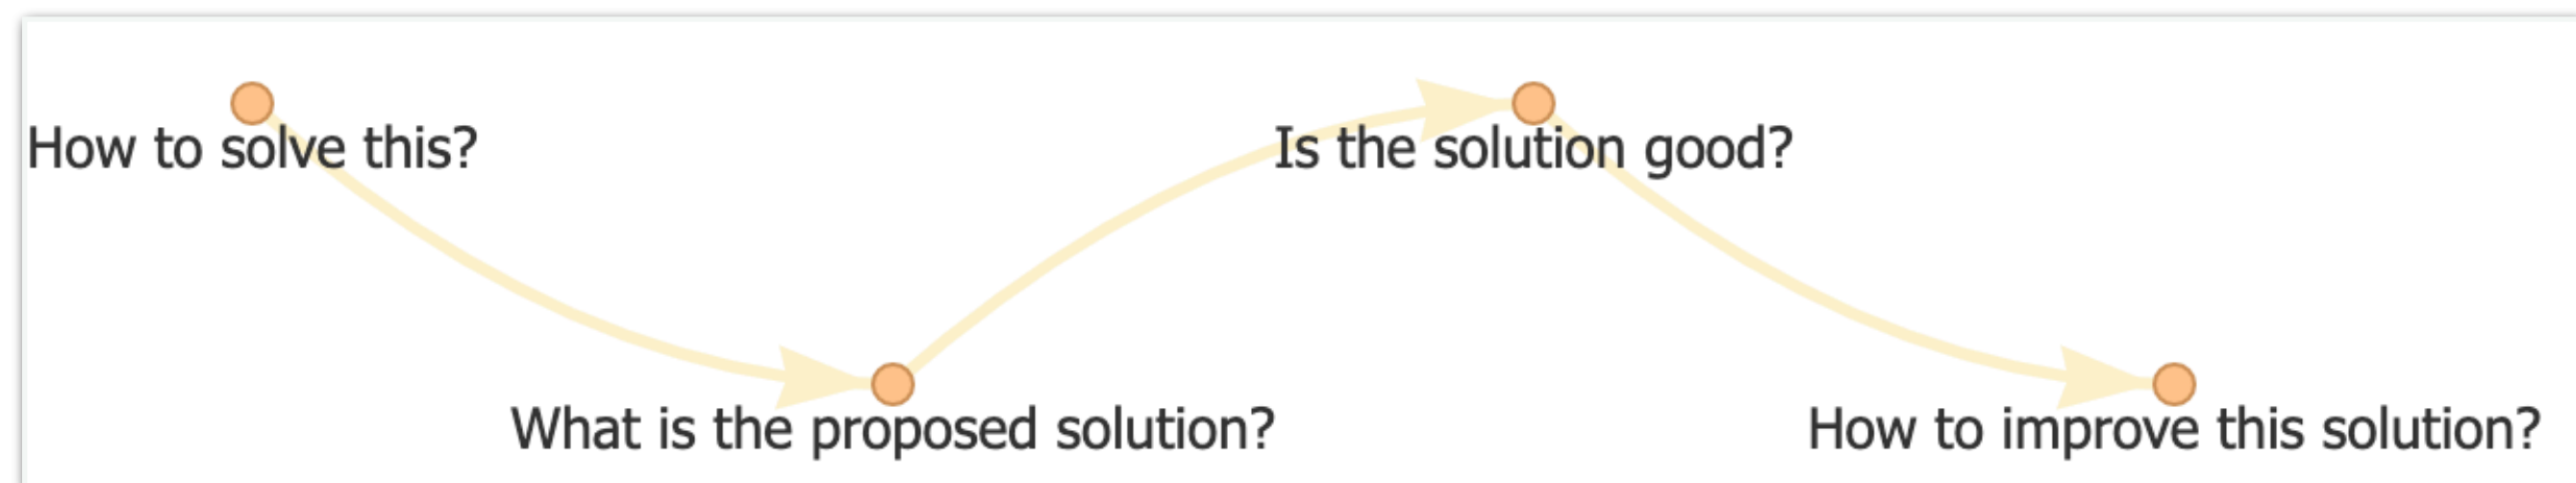 How to solve this?
Is the solution good?
What is the proposed solution?
How to improve this solution?